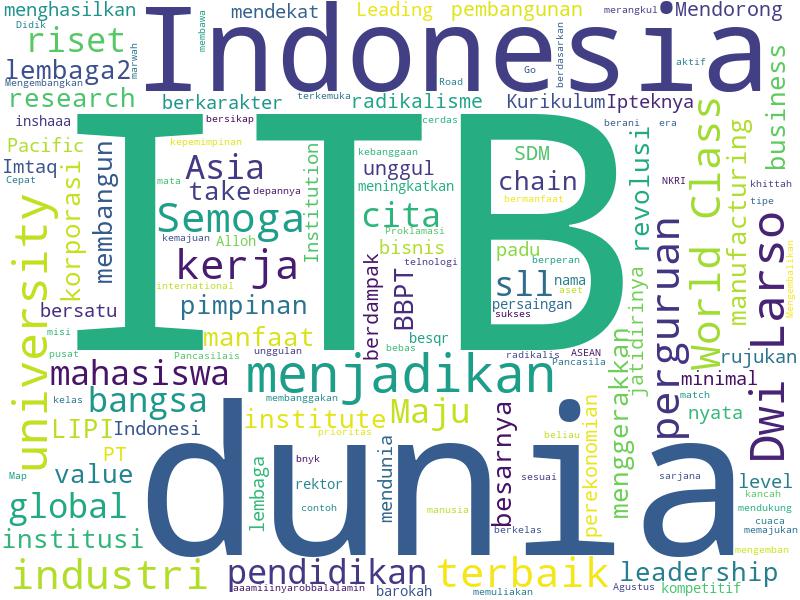 menghasilkan
mendekat
Leading
pembangunan
merangkul
Mendorong
Didik
riset
marwah
membawa
Indonesia
berdasarkan
lembaga2
Mengembangkan
Road
Go
aktif
business
research
berkarakter
terkemuka
radikalisme
Kurikulum
Ipteknya
inshaaa
bersikap
cerdas
berani
era
Pacific
Imtaq
Cepat
korporasi
membangun
ITB
kepemimpinan
kebanggaan
Asia
mata
take
depannya
Institution
unggul
meningkatkan
SDM
chain
bermanfaat
revolusi
NKRI
World class
manufacturing
khittah
tipe
Semoga
cita
Proklamasi
kemajuan
Alloh
bisnis
padu
kerja
telnologi
berperan
international
berdampak
BBPT
sll
nama
aset
persaingan
sukses
pimpinan
manfaat
besqr
bebas
university
bersatu
misi
pusat
Pancasilais
unggulan
radikalis
ASEAN
Pancasila
menggerakkan
jatidirinya
perguruan
Dwi Larso
Mengembalihan
rujukan
minimal
match
nyata
mahasiswa
menjadikan
kelas
bangsa
membanggakan
institute
Maju
prioritas
besarnya
beliau
perekonomian
LIPI
Indonesi
PT
Map
value
global
institusi
dunia
lembaga
bnyk
rektor
contoh
mendunia
manusia
sesuai
berkelas
sarjana
level
kancah
mendukung
cuaca
memajukan
mengemban
industri
pendidikan
aaamiiinyarobbalalamin
barokah
terbaik
memuliakan
leadership
Agustus
kompetitif